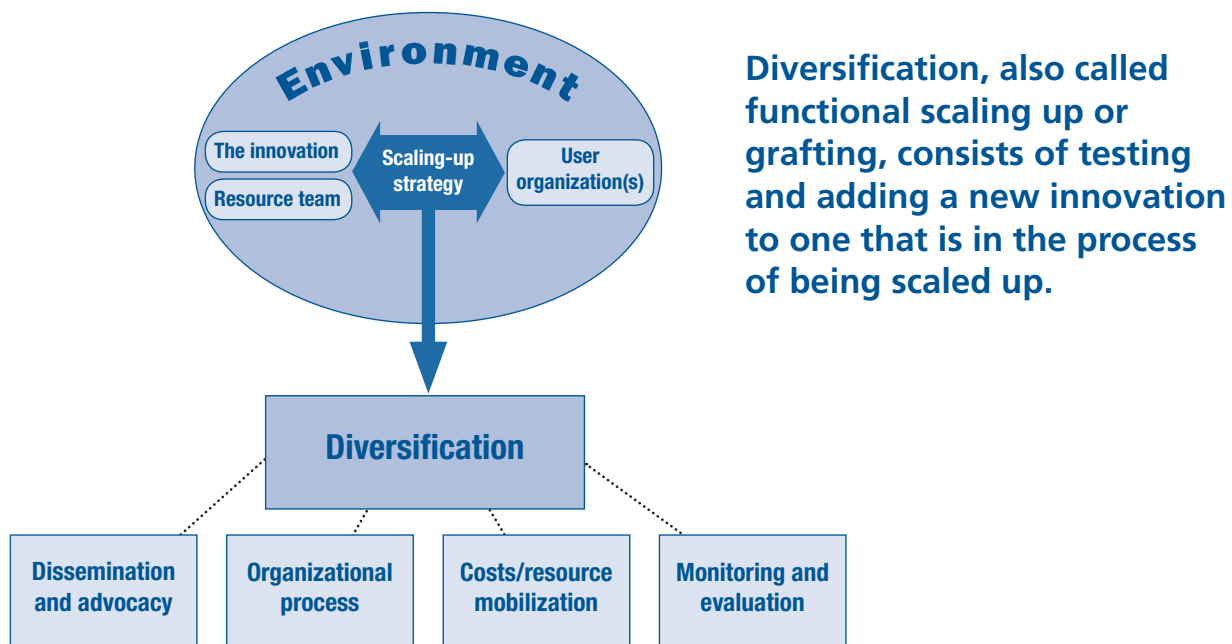 Environment
The innovation
Resource team
Scaling-up
strategy
User
organization(s)
Diversification, also called
functional scaling up or
grafting, consists of testing
and adding a new innovation
to one that is in the process
of being scaled up.
Diversification
Dissemination
and advocacy
Organizational
process
Costs/resource
mobilization
Monitoring and
evaluation